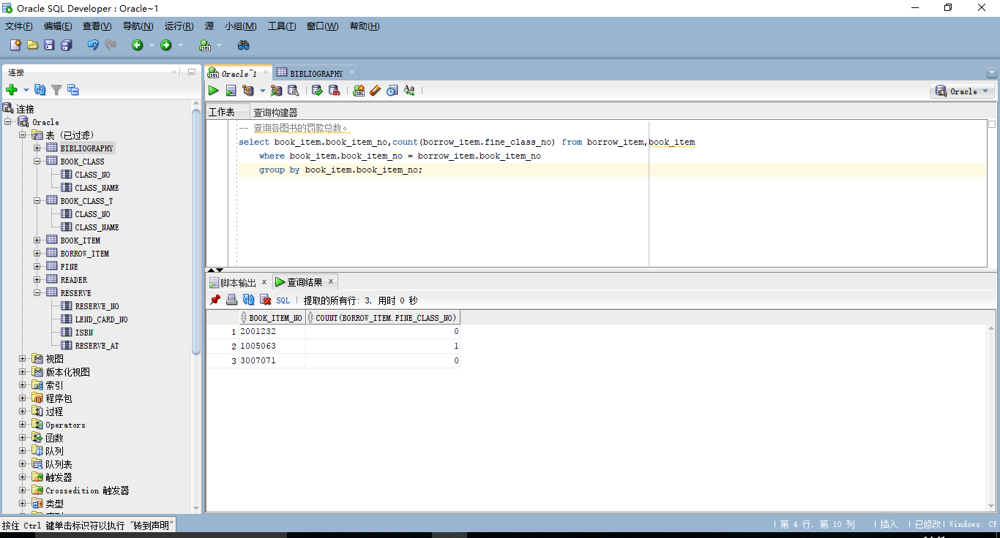 Oracle SQL Developer : Oracle~1
文件(F) 编辑(E) 查看(V) 导航(N) 运行(R) 源 小组(M) 工具(T) 窗口(W) 帮助(H)
连接
连接
Oracle
表 (已过滤)
BIBLIOGRAPHY
BOOK_CLASS
CLASS_NO
CLASS_NAME
BOOK_CLASS_T
CLASS_NO
CLASS_NAME
BOOK_ITEM
BORROW_ITEM
FINE
READER
RESERVE
RESERVE_NO
LEND_CARD_NO
ISBN
RESERVE_AT
视图
版本化视图
索引
程序包
过程
Operators
函数
队列
队列表
触发器
Crossedition 触发器
类型
Oracle~1 BIBLIOGRAPHY
Oracle
工作表 查询构建器
-- 查询各图书的罚款总数。
select book_item.book_item_no,count(borrow_item.fine_class_no) from borrow_item,book_item
where book_item.book_item_no = borrow_item.book_item_no
group by book_item.book_item_no;
脚本输出 x 查询结果 x
SQL 提取的所有行: 3, 用时 0 秒
BOOK_ITEM_NO COUNT(BORROW_ITEM.FINE_CLASS_NO)
1 2001232 0
2 1005063 1
3 3007071 0
按住 Ctrl 键单击标识符以执行 "转到声明"
第 4 行, 第 10 列 插入 已修改 Windows: CR